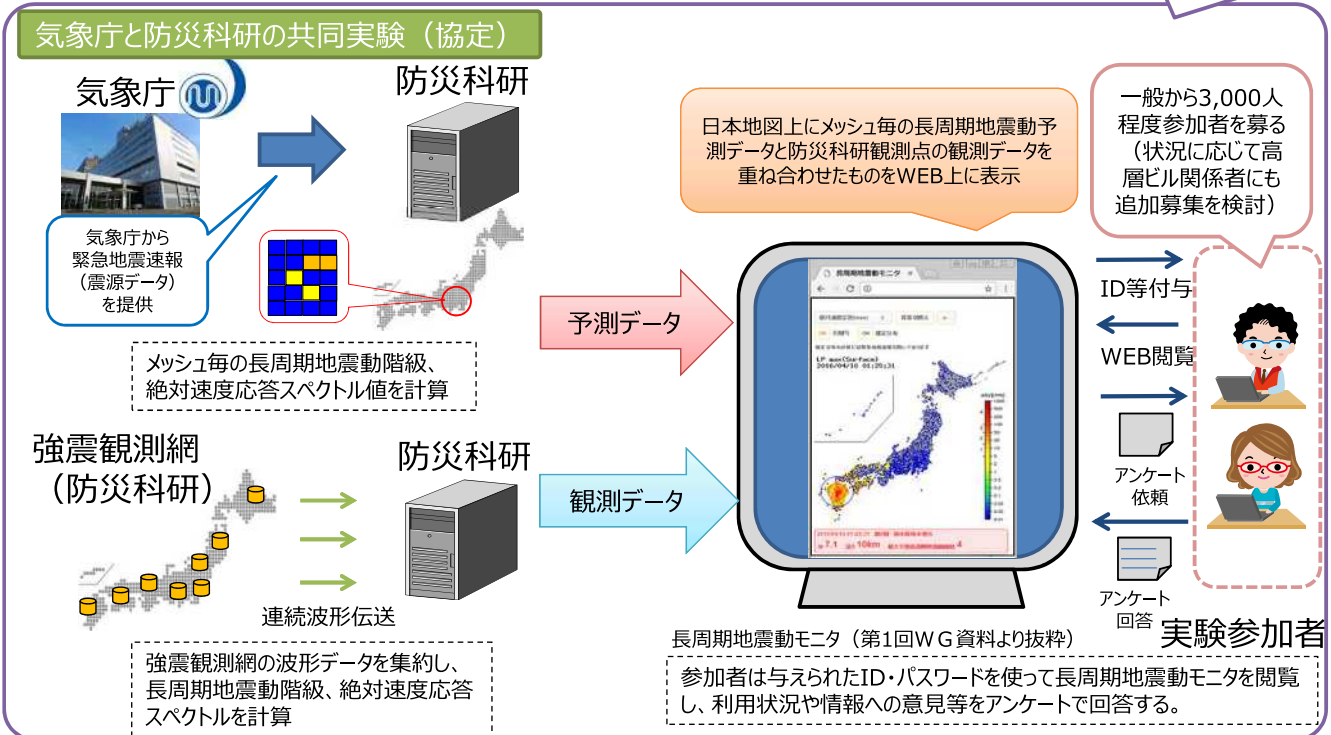 気象庁と防災科研の共同実験（協定）
気象庁
防災科研
気象庁から
緊急地震速報
（震源データ）
を提供
メッシュ毎の長周期地震動階級、
絶対速度応答スペクトル値を計算
予測データ
日本地図上にメッシュ毎の長周期地震動予
測データと防災科研観測点の観測データを
重ね合わせたものをWEB上に表示
一般から3,000人
程度参加者を募る
（状況に応じて高
層ビル関係者にも
追加募集を検討）
長周期地震動モニタ
LP max(Surface)
7.1
10km
4
ID等付与
WEB閲覧
アンケート
依頼
アンケート
回答
実験参加者
強震観測網
（防災科研）
防災科研
連続波形伝送
観測データ
強震観測網の波形データを集約し、
長周期地震動階級、絶対速度応答
スペクトルを計算
長周期地震動モニタ（第1回ＷＧ資料より抜粋）
参加者は与えられたID・パスワードを使って長周期地震動モニタを閲覧
し、利用状況や情報への意見等をアンケートで回答する。